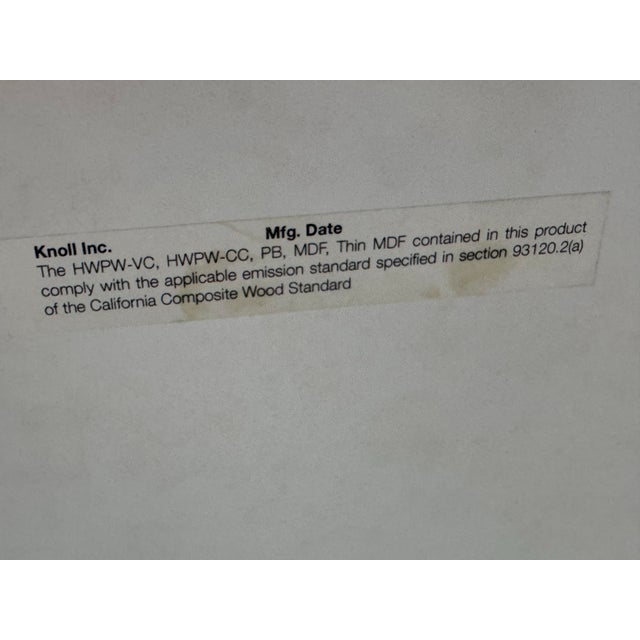 Knoll Inc. Mfg. Date
The HWPW-VC, HWPW-CC, PB, MDF, Thin MDF contained in this product
comply with the applicable emission standard specified in section 93120.2(a)
of the California Composite Wood Standard